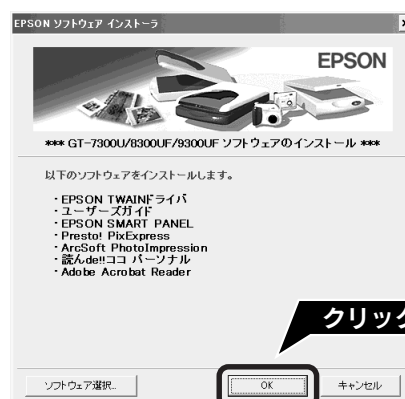 EPSON ソフトウェア インストーラ
EPSON
*** GT-7300U/8300UF/9300UF ソフトウェアのインストール ***
以下のソフトウェアをインストールします。
・EPSON TWAINドライバ
・ユーザーズガイド
・EPSON SMART PANEL
・Presto! PixExpress
・ArcSoft PhotoImpression
・読んde!!ココ パーソナル
・Adobe Acrobat Reader
クリック
ソフトウェア選択...
OK
キャンセル